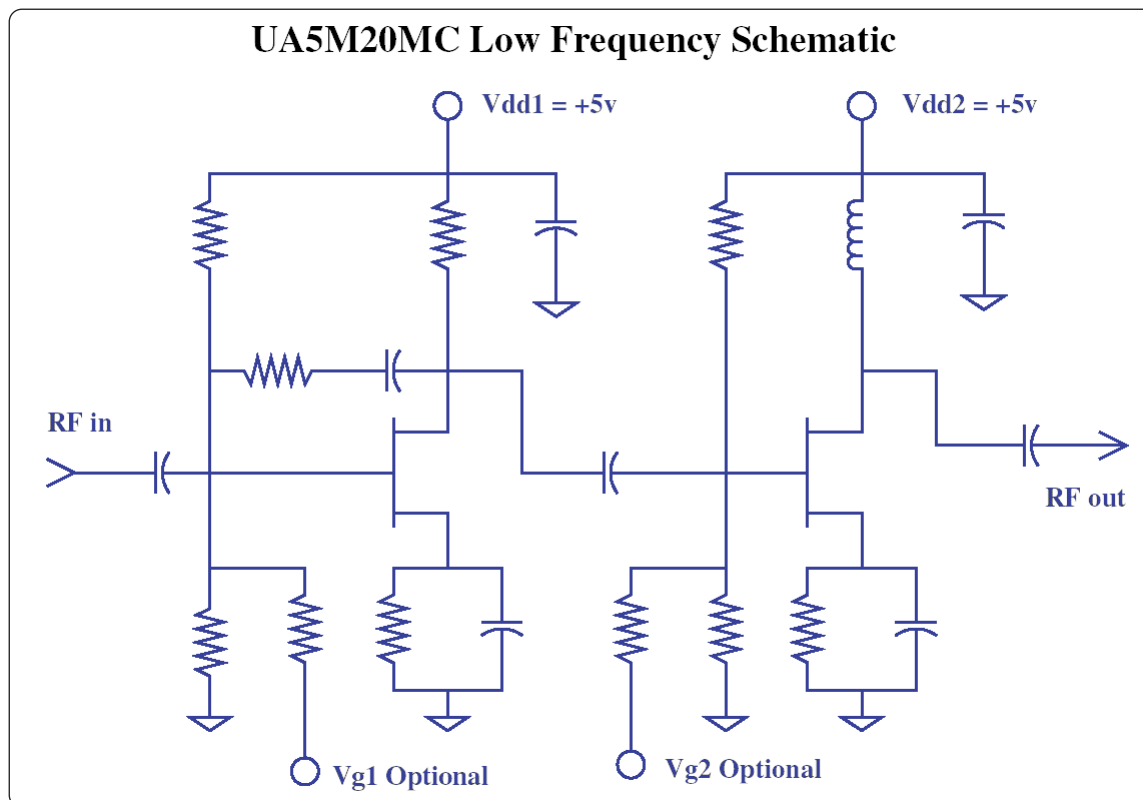 UA5M20MC Low Frequency Schematic
Vdd1 = +5v
Vdd2 = +5v
RF in
RF out
Vg1 Optional
Vg2 Optional